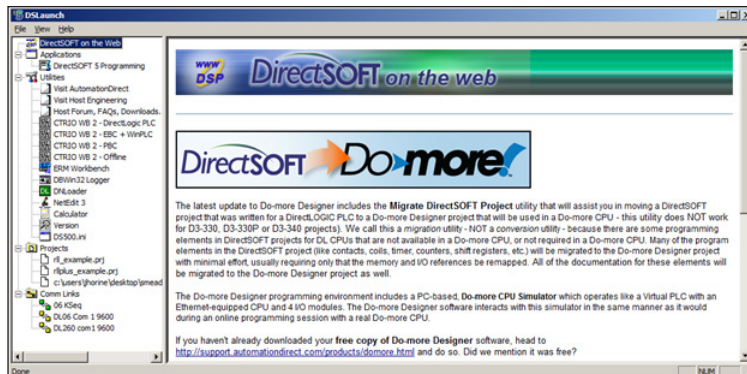 DSLaunch
File View Help
DirectSOFT on the Web
Applications
DirectSOFT 5 Programming
Utilities
Visit AutomationDirect
Visit Host Engineering
Host Forum, FAQs, Downloads.
CTRIO WB 2 - DirectLogic PLC
CTRIO WB 2 - EBC + WinPLC
CTRIO WB 2 - PBC
CTRIO WB 2 - Offline
ERM Workbench
DBWin32 Logger
DL DNLoader
NetEdit 3
Calculator
Version
DS500.ini
Projects
rll_example.prj
rllplus_example.prj
c:\users\jhorine\desktop\smead
Comm Links
06 KSeq
DL06 Com 1 9600
DL260 com1 9600
www
DSP DirectSOFT on the web
DirectSOFT Do-more!
The latest update to Do-more Designer includes the Migrate DirectSOFT Project utility that will assist you in moving a DirectSOFT
project that was written for a DirectLOGIC PLC to a Do-more Designer project that will be used in a Do-more CPU - this utility does NOT work
for D3-330, D3-330P or D3-340 projects). We call this a migration utility - NOT a conversion utility - because there are some programming
elements in DirectSOFT projects for DL CPUs that are not available in a Do-more CPU, or not required in a Do-more CPU. Many of the program
elements in the DirectSOFT project (like contacts, coils, timer, counters, shift registers, etc.) will be migrated to the Do-more Designer project
with minimal effort, usually requiring only that the memory and I/O references be remapped. All of the documentation for these elements will
be migrated to the Do-more Designer project as well.
The Do-more Designer programming environment includes a PC-based, Do-more CPU Simulator which operates like a Virtual PLC with an
Ethernet-equipped CPU and 4 I/O modules. The Do-more Designer software interacts with this simulator in the same manner as it would
during an online programming session with a real Do-more CPU.
If you haven't already downloaded your free copy of Do-more Designer software, head to
http://support.automationdirect.com/products/domore.html and do so. Did we mention it was free?
Done
NUM